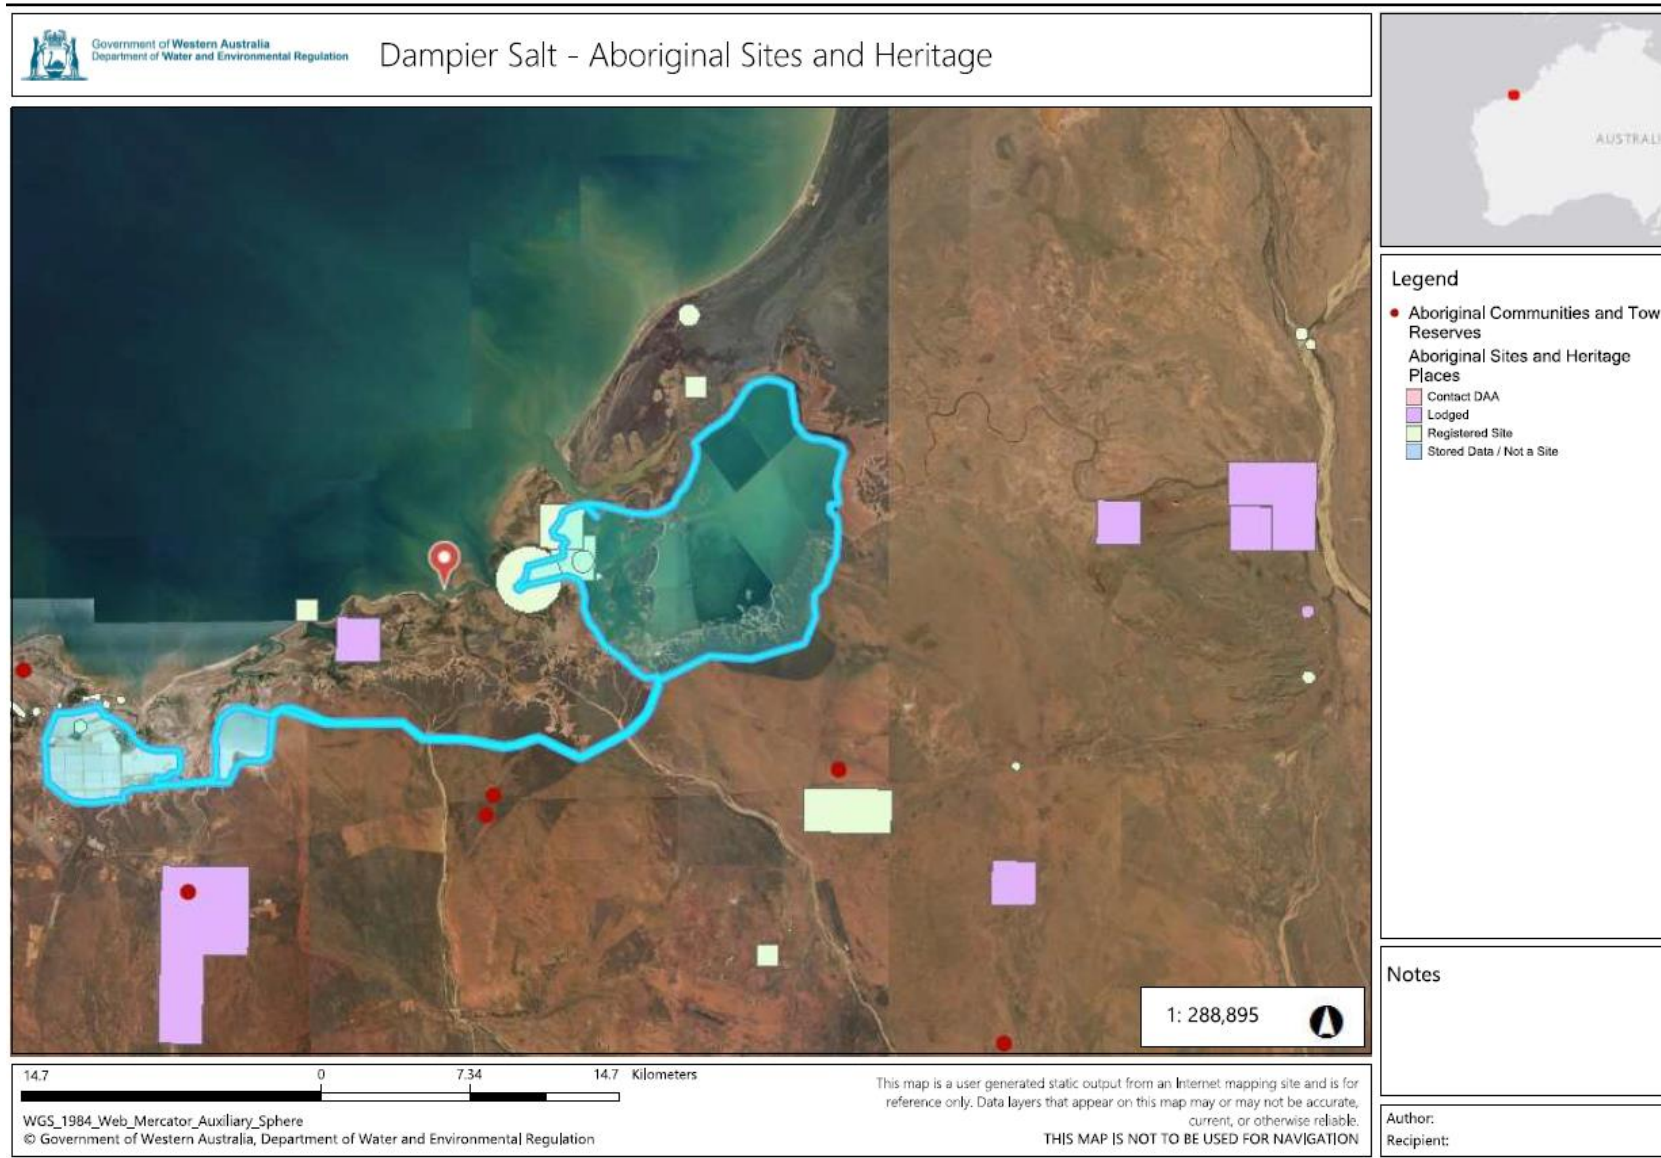 Government of Western Australia
Department of Water and Environmental Regulation
Dampier Salt - Aboriginal Sites and Heritage
AUSTRALI
Legend
Aboriginal Communities and Tow
Reserves
Aboriginal Sites and Heritage
Places
Contact DAA
Lodged
Registered Site
Stored Data / Not a Site
1: 288,895
Notes
14.7 0 7.34 14.7 Kilometers
WGS_1984_Web_Mercator_Auxiliary_Sphere
© Government of Western Australia, Department of Water and Environmental Regulation
This map is a user generated static output from an Internet mapping site and is for
reference only. Data layers that appear on this map may or may not be accurate,
current, or otherwise reliable.
THIS MAP IS NOT TO BE USED FOR NAVIGATION
Author:
Recipient: